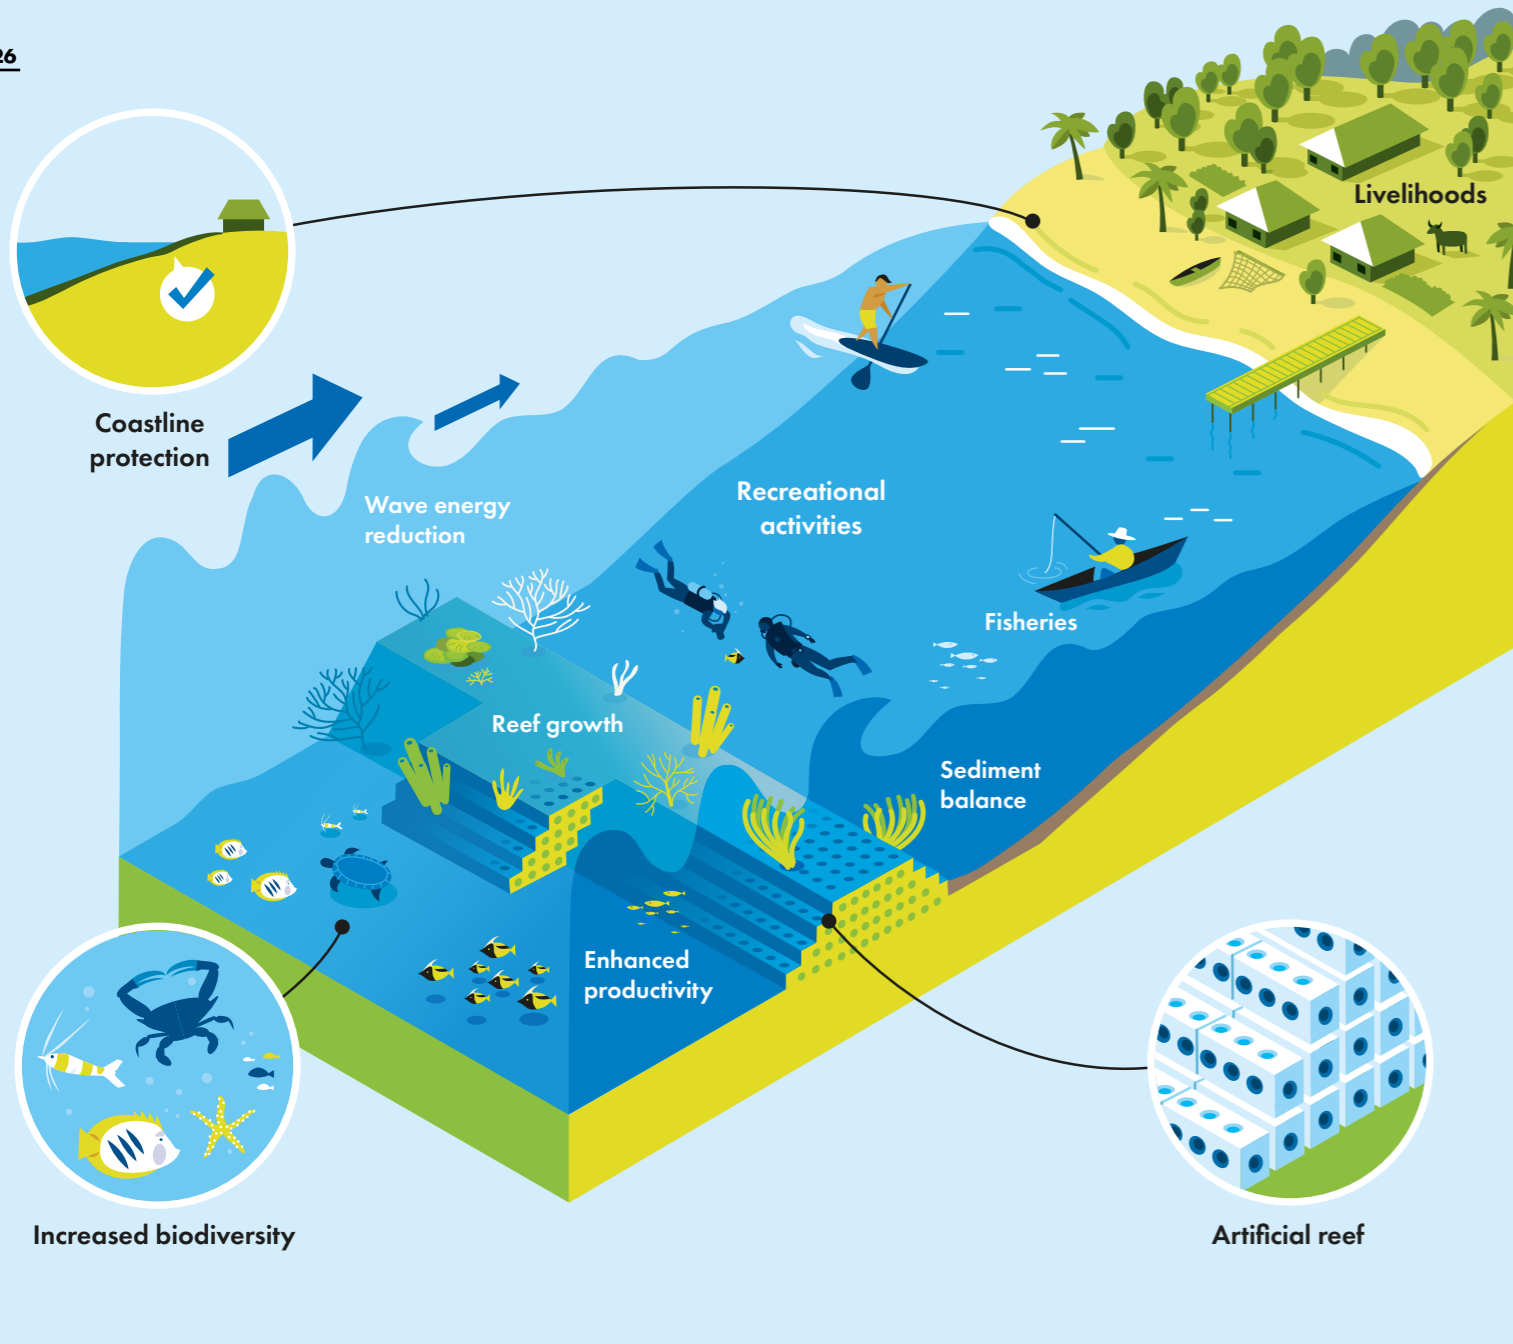 26
Livelihoods
Coastline
protection
Wave energy
reduction
Recreational
activities
Fisheries
Reef growth
Sediment
balance
Enhanced
productivity
Increased biodiversity
Artificial reef